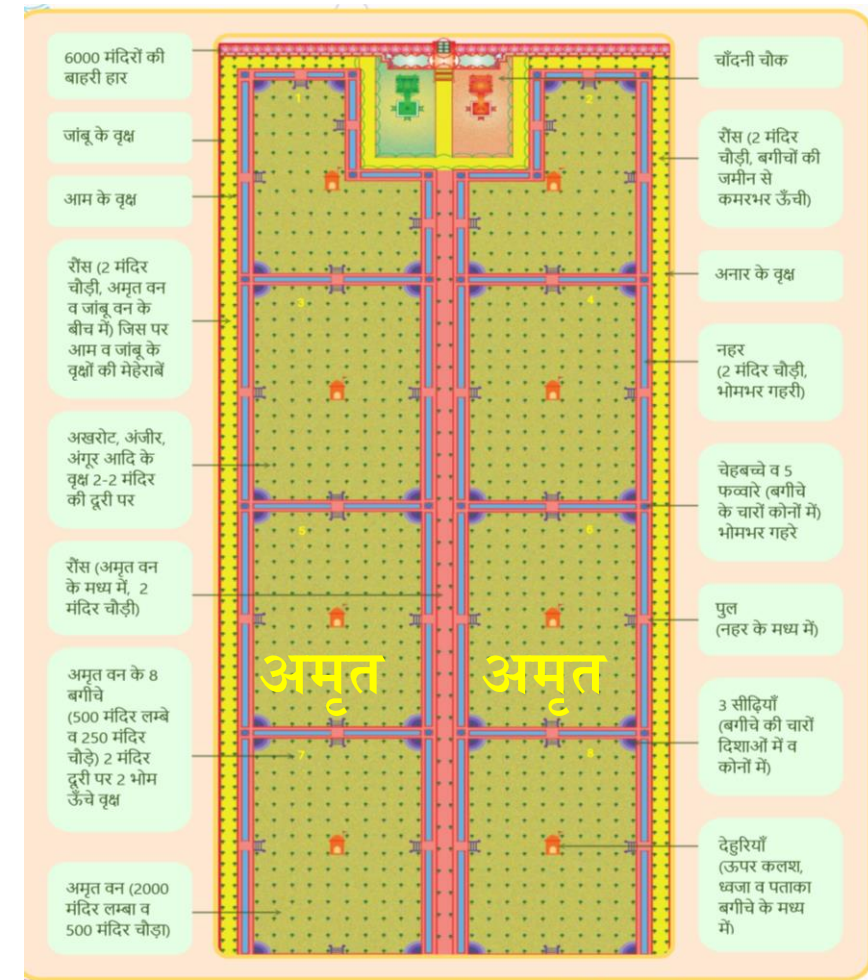 6000 मंदिरों की
बाहरी हार
जांबू के वृक्ष
आम के वृक्ष
रौंस (2 मंदिर
चौड़ी, अमृत वन
व जांबू वन के
बीच में) जिस पर
आम व जांबू के
वृक्षों की मेहेराबें
अखरोट, अंजीर,
अंगूर आदि के
वृक्ष 2-2 मंदिर
की दूरी पर
रौंस (अमृत वन
के मध्य में, 2
मंदिर चौड़ी)
अमृत वन के 8
बगीचे
(500 मंदिर लम्बे
व 250 मंदिर
चौड़े) 2 मंदिर
दूरी पर 2 भोम
ऊँचे वृक्ष
अमृत वन (2000
मंदिर लम्बा व
500 मंदिर चौड़ा)
1
2
3
4
5
6
अमृत
अमृत
7
8
चाँदनी चौक
रौंस (2 मंदिर
चौड़ी, बगीचों की
जमीन से
कमरभर ऊँची)
अनार के वृक्ष
नहर
(2 मंदिर चौड़ी,
भोमभर गहरी)
चेहबच्चे व 5
फव्वारे (बगीचे
के चारों कोनों में)
भोमभर गहरे
पुल
(नहर के मध्य में)
3 सीढ़ियाँ
(बगीचे की चारों
दिशाओं में व
कोनों में)
देहुरियाँ
(ऊपर कलश,
ध्वजा व पताका
बगीचे के मध्य
में)